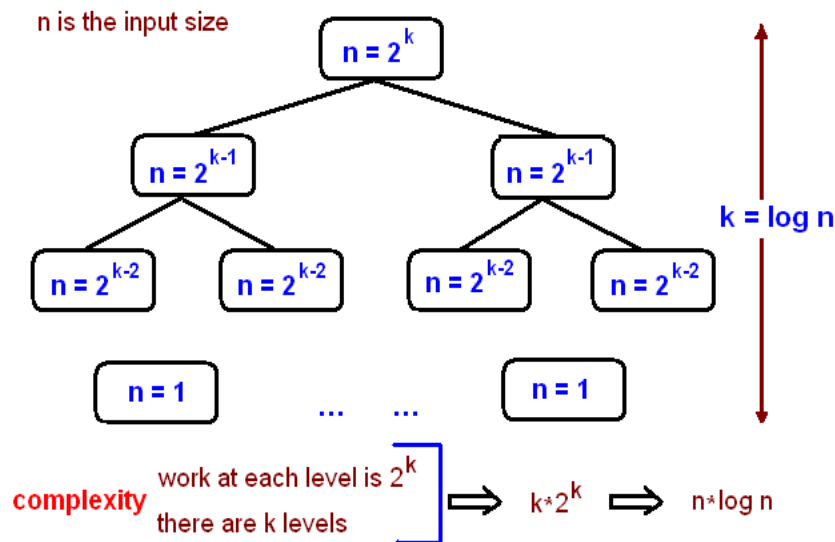 n is the input size
n = 2^k
n = 2^k-1
n = 2^k-1
k = log n
n = 2^k-2
n = 2^k-2
n = 2^k-2
n = 2^k-2
n = 1
... ...
n = 1
complexity
work at each level is 2^k
there are k levels
k*2^k
n*log n